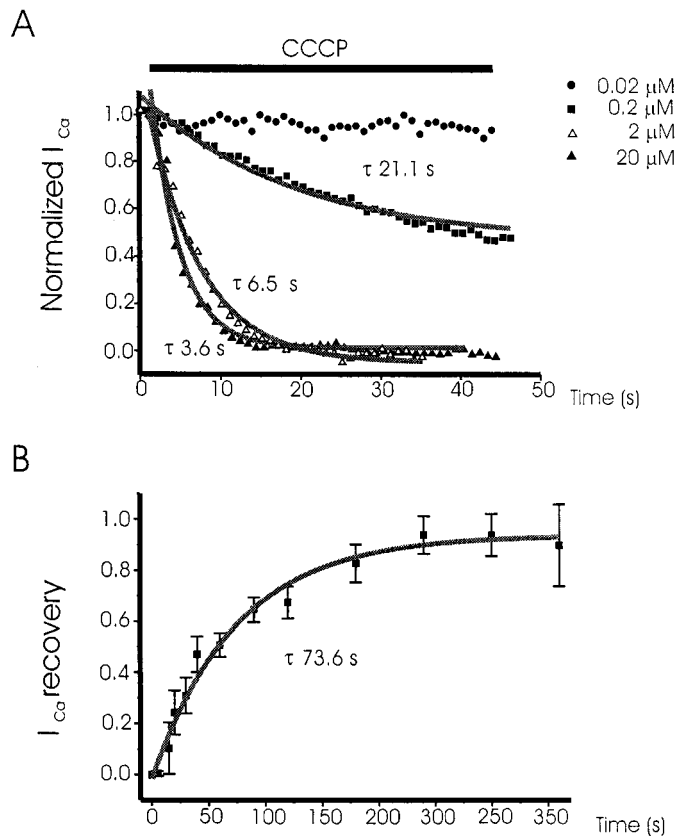 A
CCCP
● 0.02 μM
■ 0.2 μM
△ 2 μM
▲ 20 μM
Normalized I Ca
1.0
0.8
0.6
0.4
0.2
0.0
τ 21.1 s
τ 6.5 s
τ 3.6 s
0 10 20 30 40 50
Time (s)
B
I Ca recovery
1.0
0.8
0.6
0.4
0.2
0.0
τ 73.6 s
0 50 100 150 200 250 300 350
Time (s)